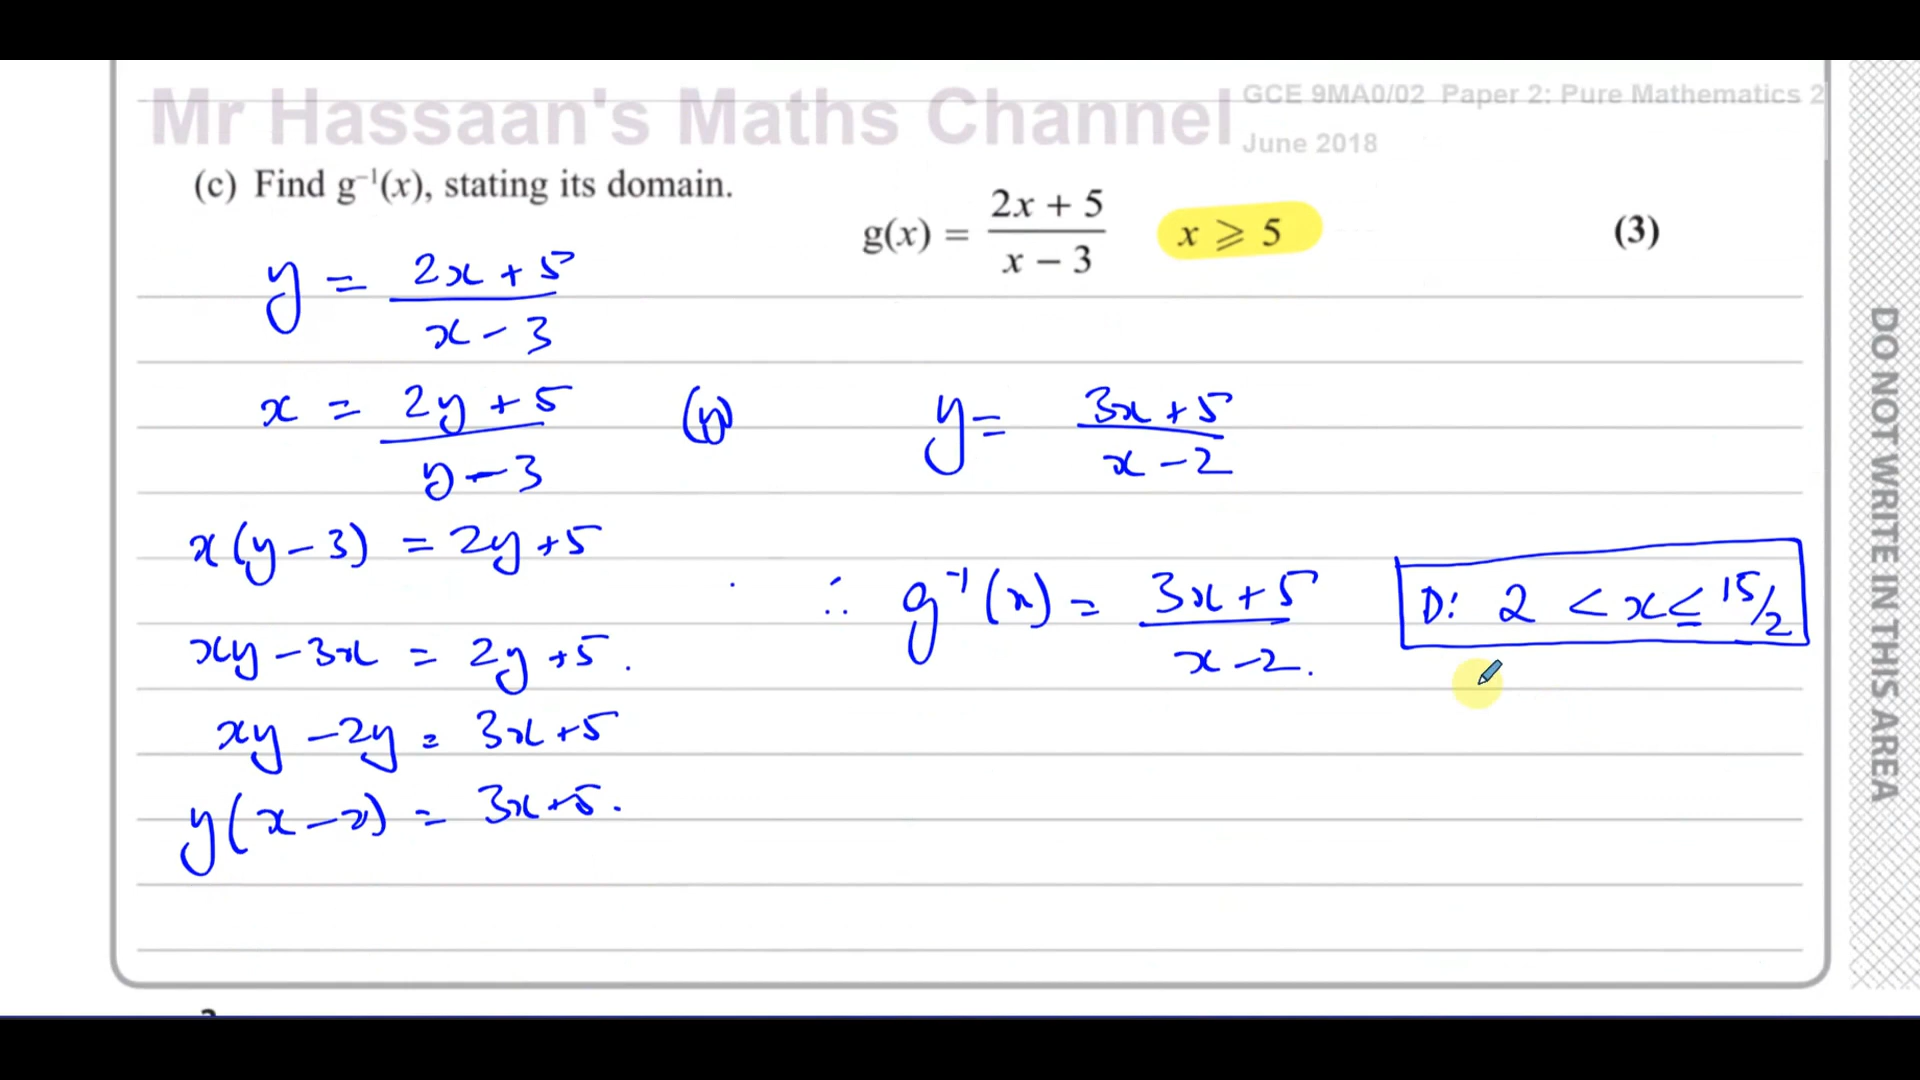 Mr Hassaan's Maths Channel
GCE 9MA0/02 Paper 2: Pure Mathematics 2
June 2018
(c) Find g⁻¹(x), stating its domain.
g(x) = (2x + 5)/(x − 3) x ⩾ 5
(3)
y = (2x + 5)/(x − 3)
x = (2y + 5)/(y − 3)
x(y − 3) = 2y + 5
xy − 3x = 2y + 5.
xy − 2y = 3x + 5
y(x − 2) = 3x + 5.
y = (3x + 5)/(x − 2)
∴ g⁻¹(x) = (3x + 5)/(x − 2).
D: 2 < x ≤ 15/2
DO NOT WRITE IN THIS AREA